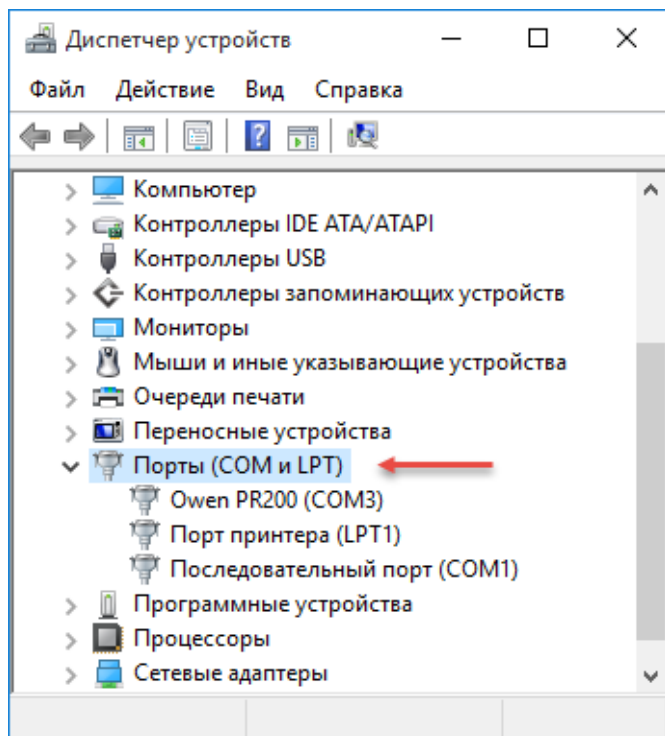 Диспетчер устройств
Файл Действие Вид Справка
Компьютер
Контроллеры IDE ATA/ATAPI
Контроллеры USB
Контроллеры запоминающих устройств
Мониторы
Мыши и иные указывающие устройства
Очереди печати
Переносные устройства
Порты (COM и LPT)
Owen PR200 (COM3)
Порт принтера (LPT1)
Последовательный порт (COM1)
Программные устройства
Процессоры
Сетевые адаптеры